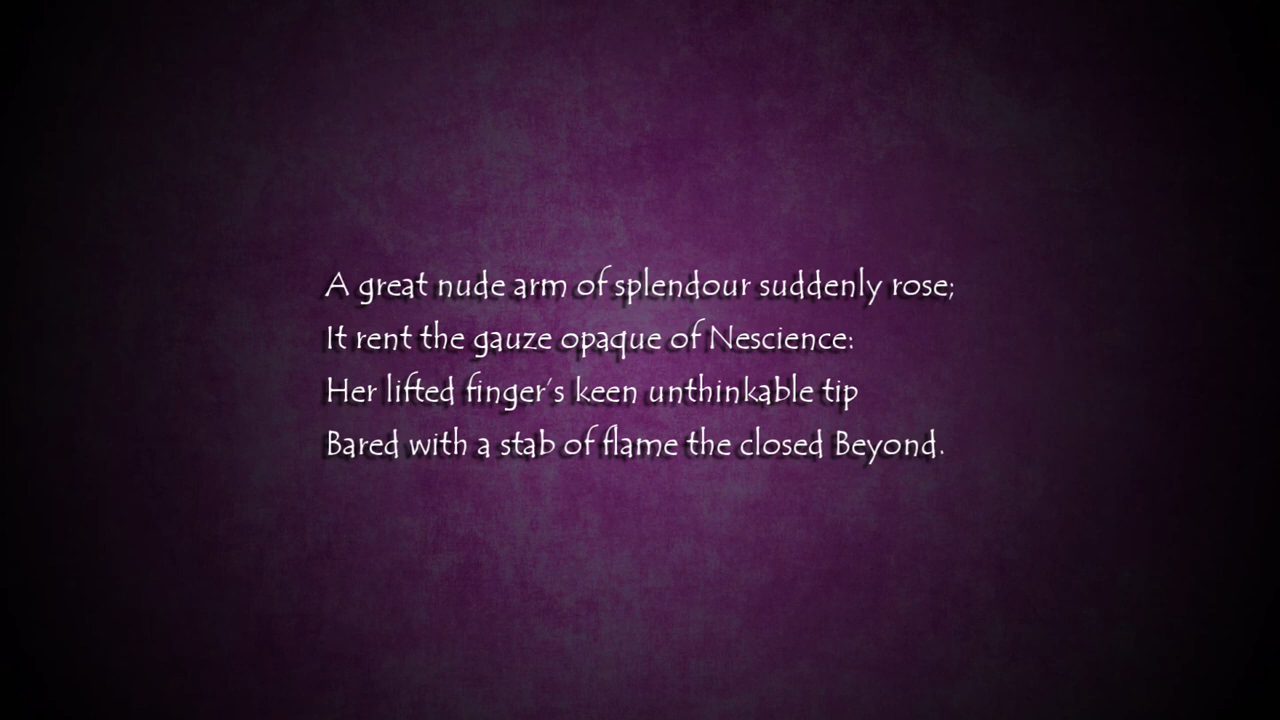 A great nude arm of splendour suddenly rose;
It rent the gauze opaque of Nescience:
Her lifted finger’s keen unthinkable tip
Bared with a stab of flame the closed Beyond.